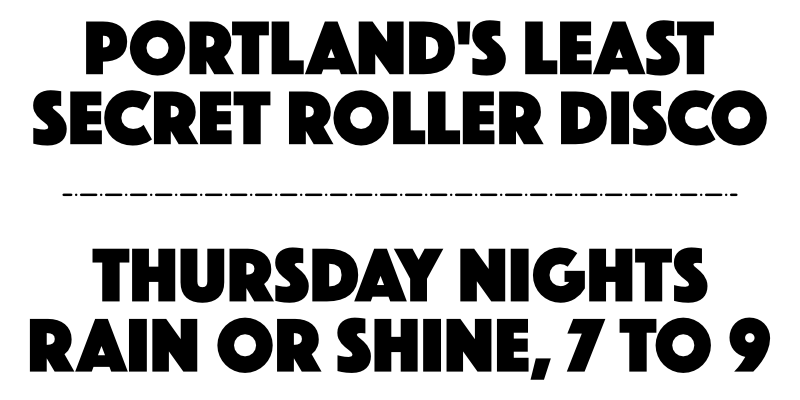 PORTLAND'S LEAST
SECRET ROLLER DISCO
THURSDAY NIGHTS
RAIN OR SHINE, 7 TO 9